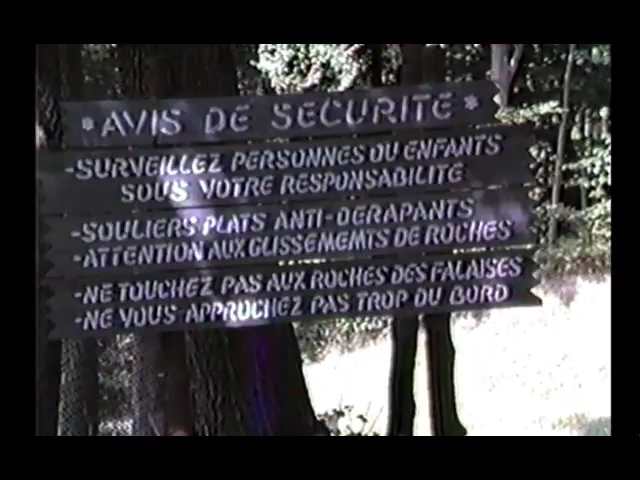 *AVIS DE SECURITE*
-SURVEILLEZ PERSONNES OU ENFANTS
SOUS VOTRE RESPONSABILITE
-SOULIERS PLATS ANTI-DERAPANTS
-ATTENTION AUX GLISSEMEMTS DE ROCHES
-NE TOUCHEZ PAS AUX ROCHES DES FALAISES
-NE VOUS APPROCHEZ PAS TROP DU BORD